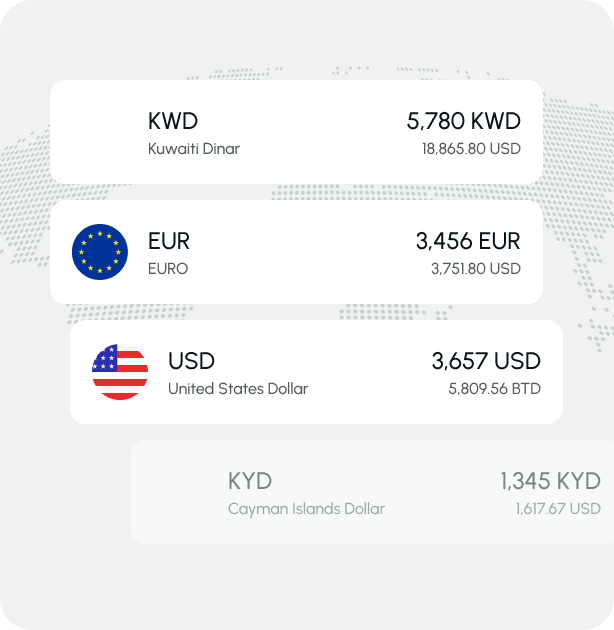 KWD 5,780 KWD
Kuwaiti Dinar 18,865.80 USD
EUR 3,456 EUR
EURO 3,751.80 USD
USD 3,657 USD
United States Dollar 5,809.56 BTD
KYD 1,345 KYD
Cayman Islands Dollar 1,617.67 USD